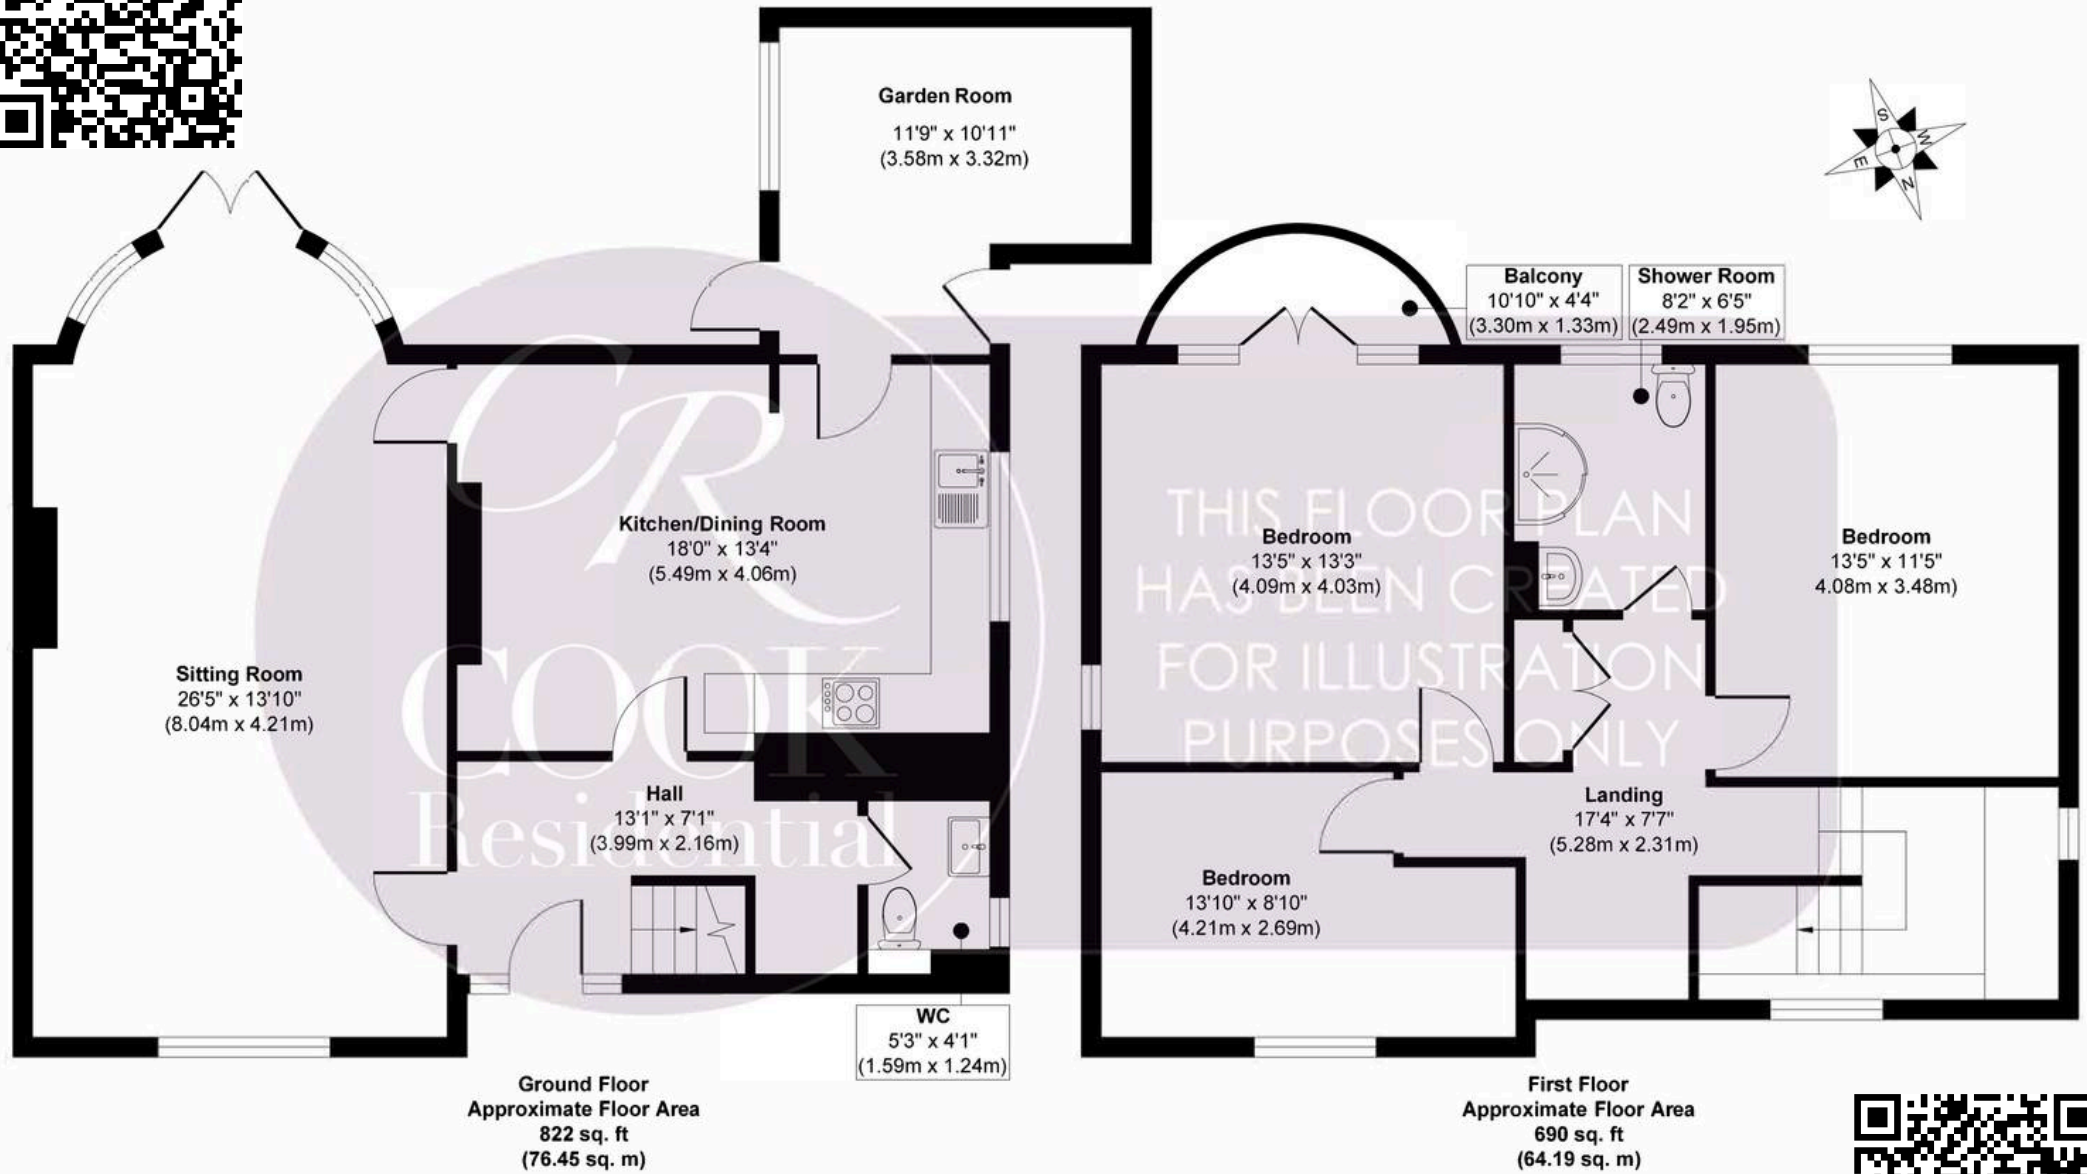 Garden Room
11'9" x 10'11"
(3.58m x 3.32m)
S
W
E
N
Balcony
10'10" x 4'4"
(3.30m x 1.33m)
Shower Room
8'2" x 6'5"
(2.49m x 1.95m)
CR
COOK
Residential
Kitchen/Dining Room
18'0" x 13'4"
(5.49m x 4.06m)
THIS FLOOR PLAN
HAS BEEN CREATED
FOR ILLUSTRATION
PURPOSES ONLY
Bedroom
13'5" x 13'3"
(4.09m x 4.03m)
Bedroom
13'5" x 11'5"
4.08m x 3.48m)
Sitting Room
26'5" x 13'10"
(8.04m x 4.21m)
Hall
13'1" x 7'1"
(3.99m x 2.16m)
Landing
17'4" x 7'7"
(5.28m x 2.31m)
Bedroom
13'10" x 8'10"
(4.21m x 2.69m)
WC
5'3" x 4'1"
(1.59m x 1.24m)
Ground Floor
Approximate Floor Area
822 sq. ft
(76.45 sq. m)
First Floor
Approximate Floor Area
690 sq. ft
(64.19 sq. m)